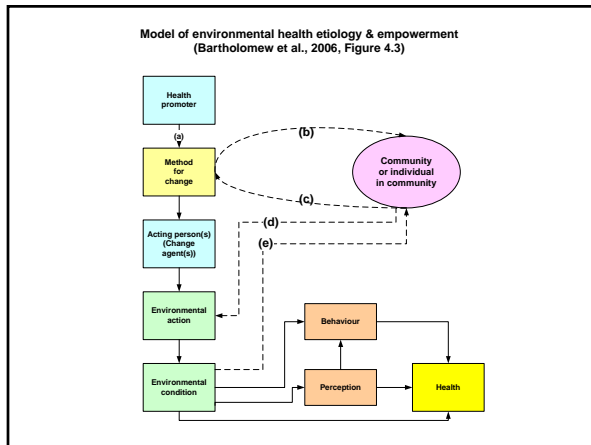 Model of environmental health etiology & empowerment
(Bartholomew et al., 2006, Figure 4.3)
Health
promoter
(a)
(b)
Method
for
change
Community
or individual
in community
(c)
Acting person(s)
(Change
agent(s))
(d)
(e)
Environmental
action
Behaviour
Environmental
condition
Perception
Health